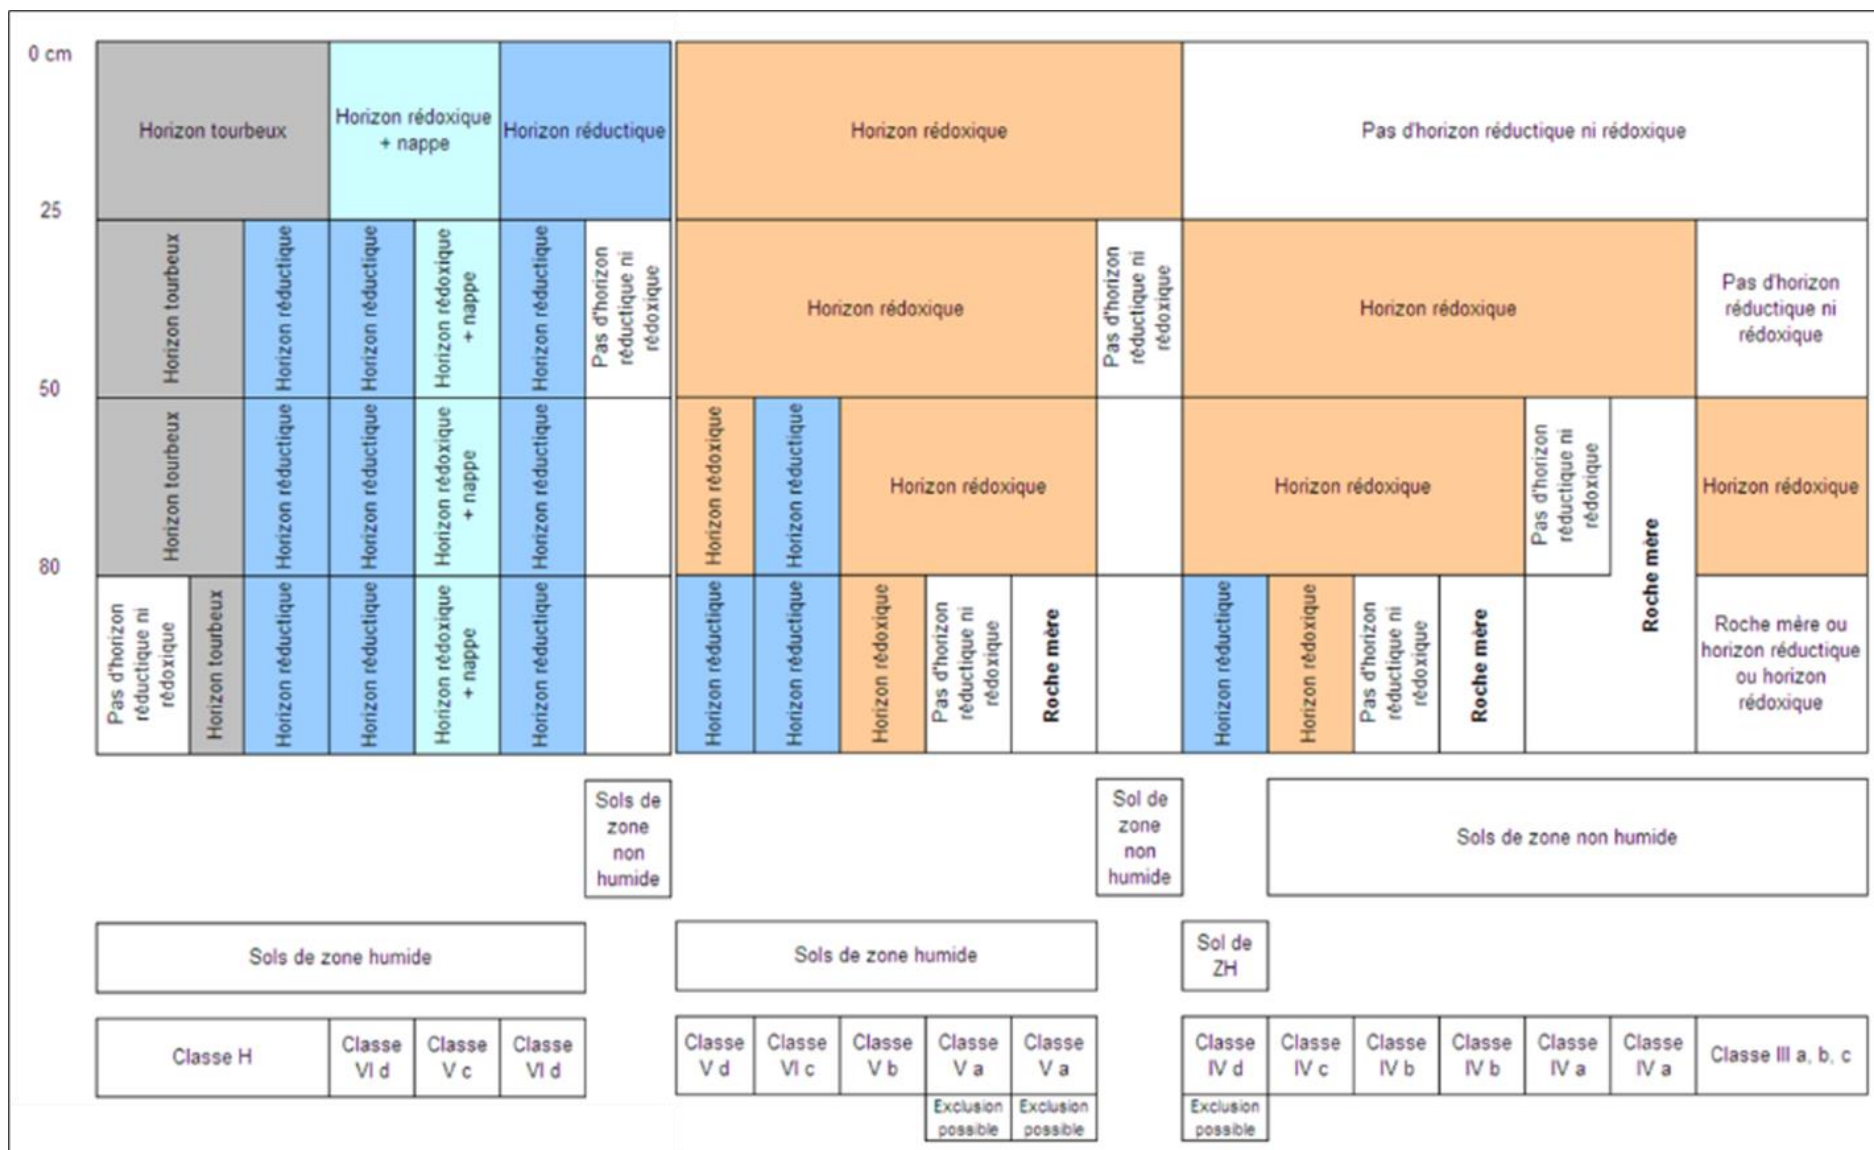 0 cm
Horizon tourbeux
Horizon rédoxique
+ nappe
Horizon réductique
Horizon rédoxique
Pas d'horizon réductique ni rédoxique
25
Horizon tourbeux
Horizon réductique
Horizon réductique
Horizon rédoxique
+ nappe
Horizon réductique
Pas d'horizon
réductique ni
rédoxique
Horizon rédoxique
Pas d'horizon
réductique ni
rédoxique
Horizon rédoxique
Pas d'horizon
réductique ni
rédoxique
50
Horizon tourbeux
Horizon réductique
Horizon réductique
Horizon rédoxique
+ nappe
Horizon réductique
Horizon rédoxique
Horizon réductique
Horizon rédoxique
Horizon rédoxique
Pas d'horizon
réductique ni
rédoxique
Roche mère
Horizon rédoxique
80
Pas d'horizon
réductique ni
rédoxique
Horizon tourbeux
Horizon réductique
Horizon réductique
Horizon rédoxique
+ nappe
Horizon réductique
Horizon réductique
Horizon réductique
Horizon rédoxique
Pas d'horizon
réductique ni
rédoxique
Roche mère
Horizon réductique
Horizon rédoxique
Pas d'horizon
réductique ni
rédoxique
Roche mère
Roche mère ou
horizon réductique
ou horizon
rédoxique
Sols de
zone
non
humide
Sol de
zone
non
humide
Sols de zone non humide
Sols de zone humide
Sols de zone humide
Sol de
ZH
Classe H
Classe
VI d
Classe
V c
Classe
VI d
Classe
V d
Classe
VI c
Classe
V b
Classe
V a
Classe
V a
Classe
IV d
Classe
IV c
Classe
IV b
Classe
IV b
Classe
IV a
Classe
IV a
Classe III a, b, c
Exclusion
possible
Exclusion
possible
Exclusion
possible